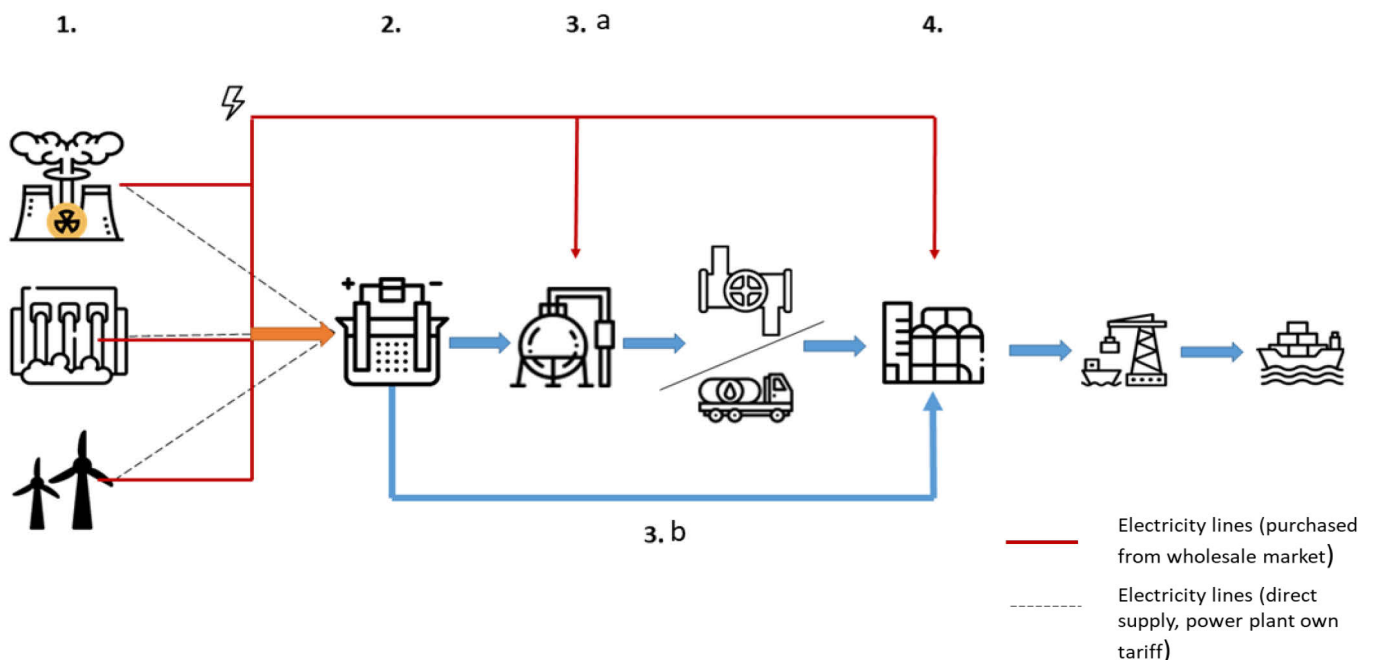 1.
2.
3. a
4.
+ −
3. b
Electricity lines (purchased
from wholesale market)
Electricity lines (direct
supply, power plant own
tariff)